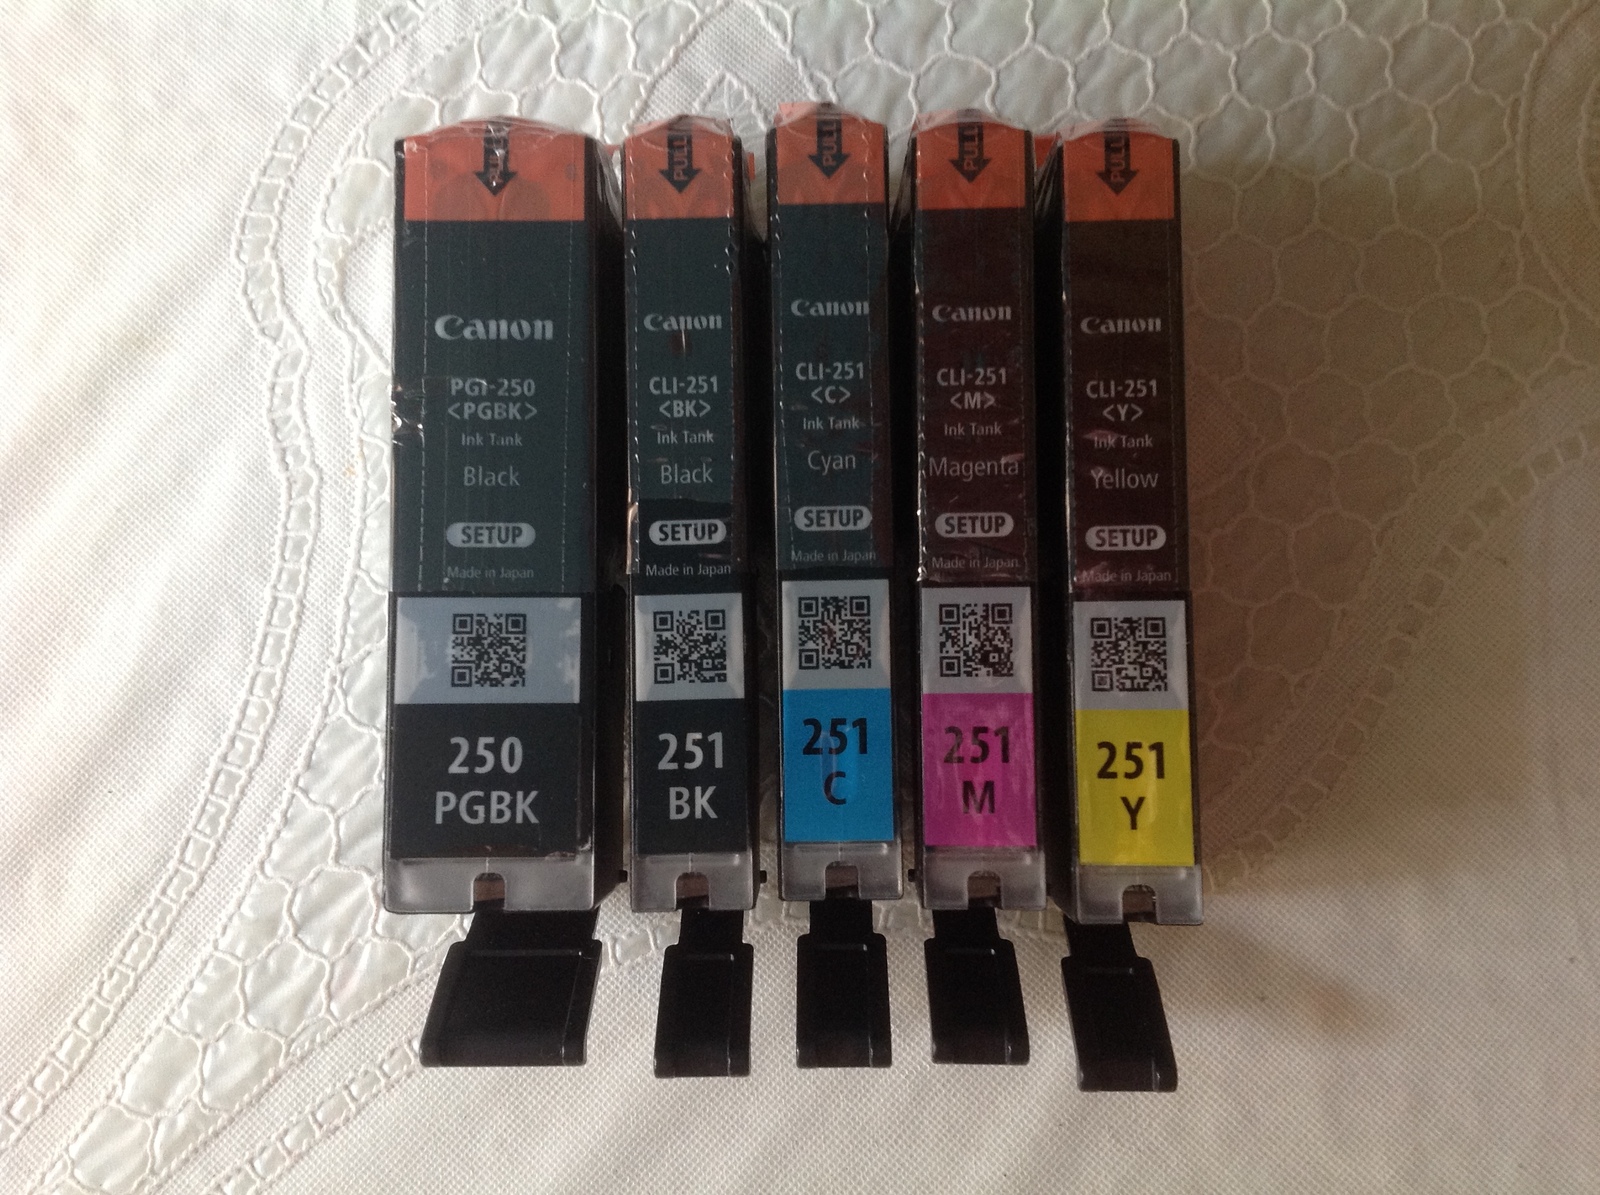 PULL
Canon
PGI-250
<PGBK>
Ink Tank
Black
SETUP
Made in Japan
250
PGBK
PULL
Canon
CLI-251
<BK>
Ink Tank
Black
SETUP
Made in Japan
251
BK
PULL
Canon
CLI-251
<C>
Ink Tank
Cyan
SETUP
Made in Japan
251
C
PULL
Canon
CLI-251
<M>
Ink Tank
Magenta
SETUP
Made in Japan
251
M
PULL
Canon
CLI-251
<Y>
Ink Tank
Yellow
SETUP
Made in Japan
251
Y